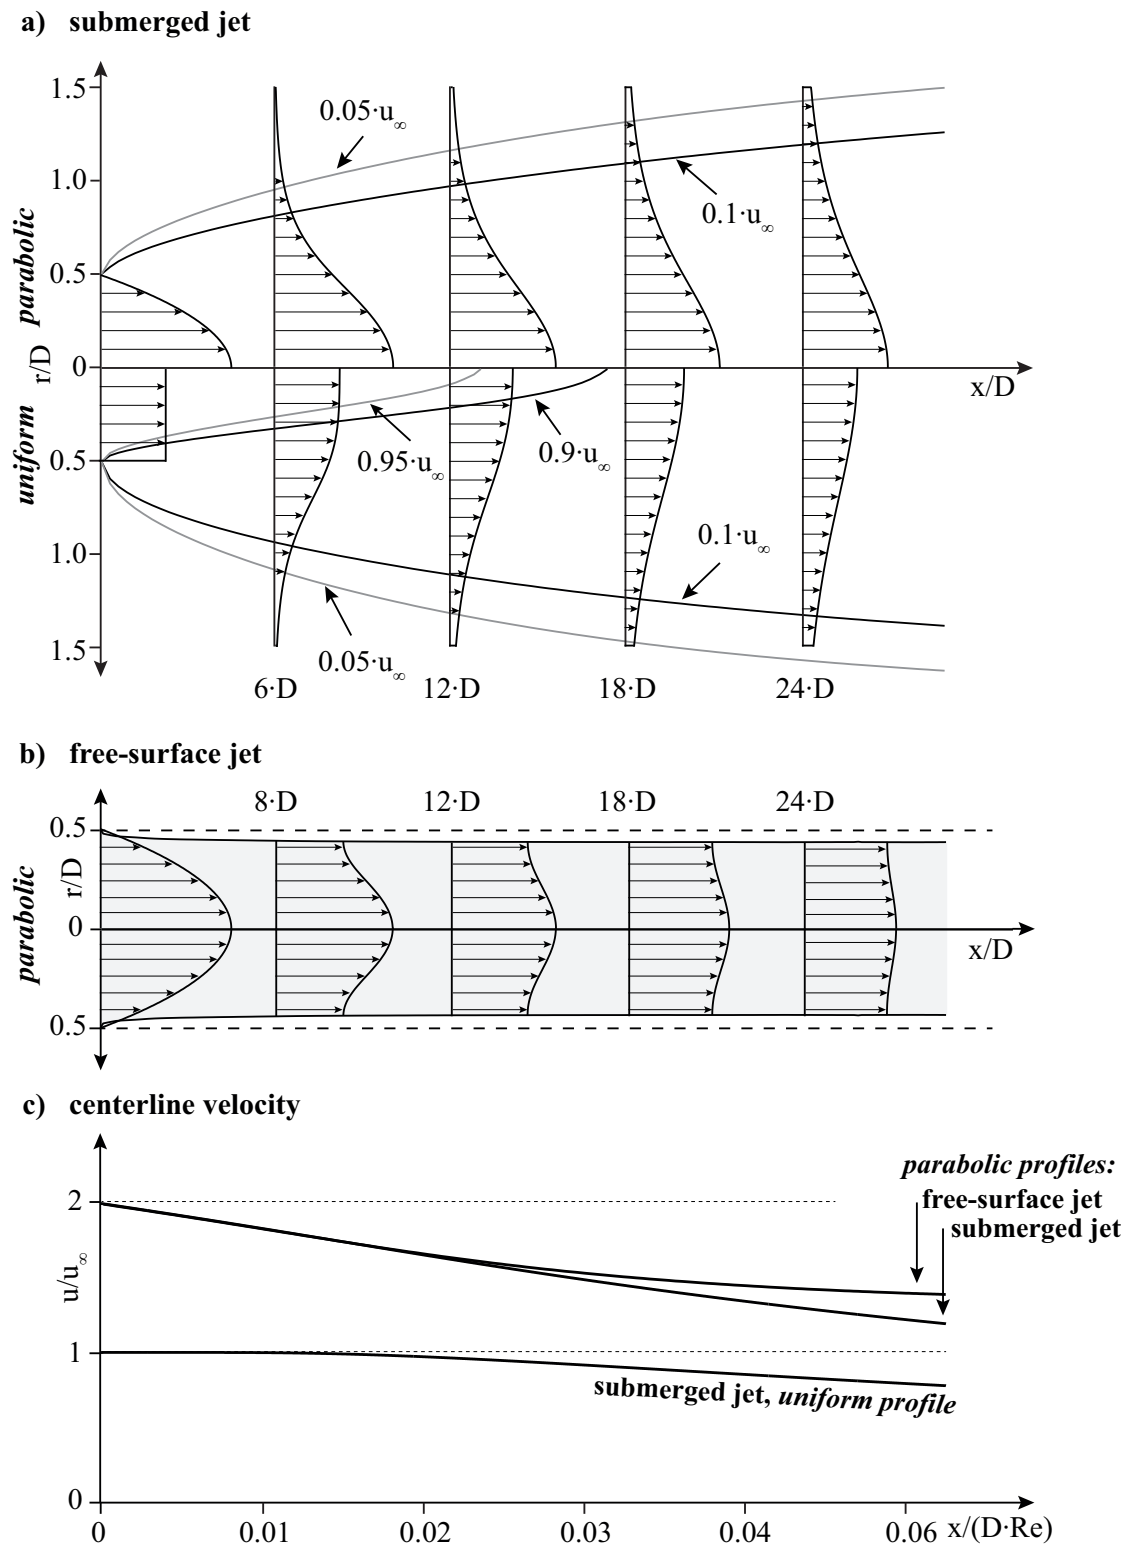 a) submerged jet
1.5
0.05·u∞
1.0
0.1·u∞
parabolic
0.5
r/D
0
x/D
uniform
0.5
0.95·u∞
0.9·u∞
1.0
0.1·u∞
1.5
0.05·u∞
6·D 12·D 18·D 24·D
b) free-surface jet
8·D 12·D 18·D 24·D
0.5
r/D
parabolic
0
x/D
0.5
c) centerline velocity
parabolic profiles:
free-surface jet
submerged jet
2
u/u∞
1
submerged jet, uniform profile
0
0 0.01 0.02 0.03 0.04 0.06 x/(D·Re)